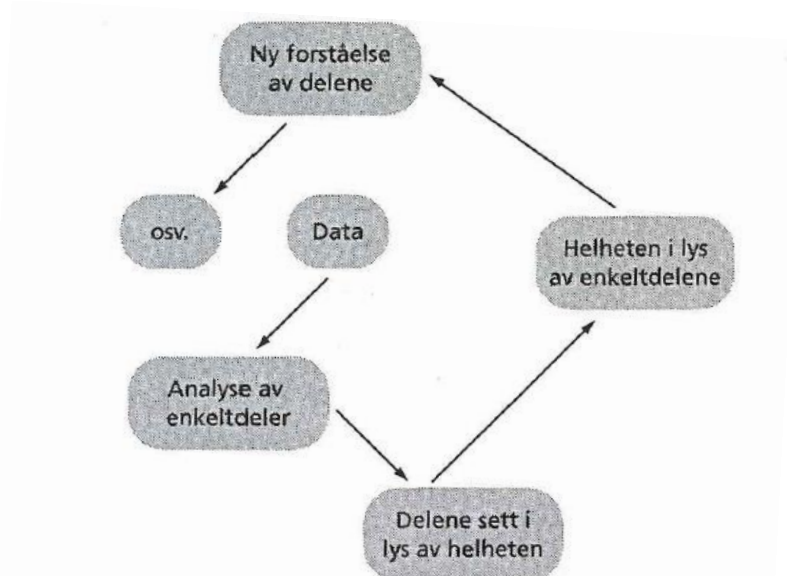 Ny forståelse
av delene
osv.
Data
Helheten i lys
av enkeltdelene
Analyse av
enkeltdeler
Delene sett i
lys av helheten